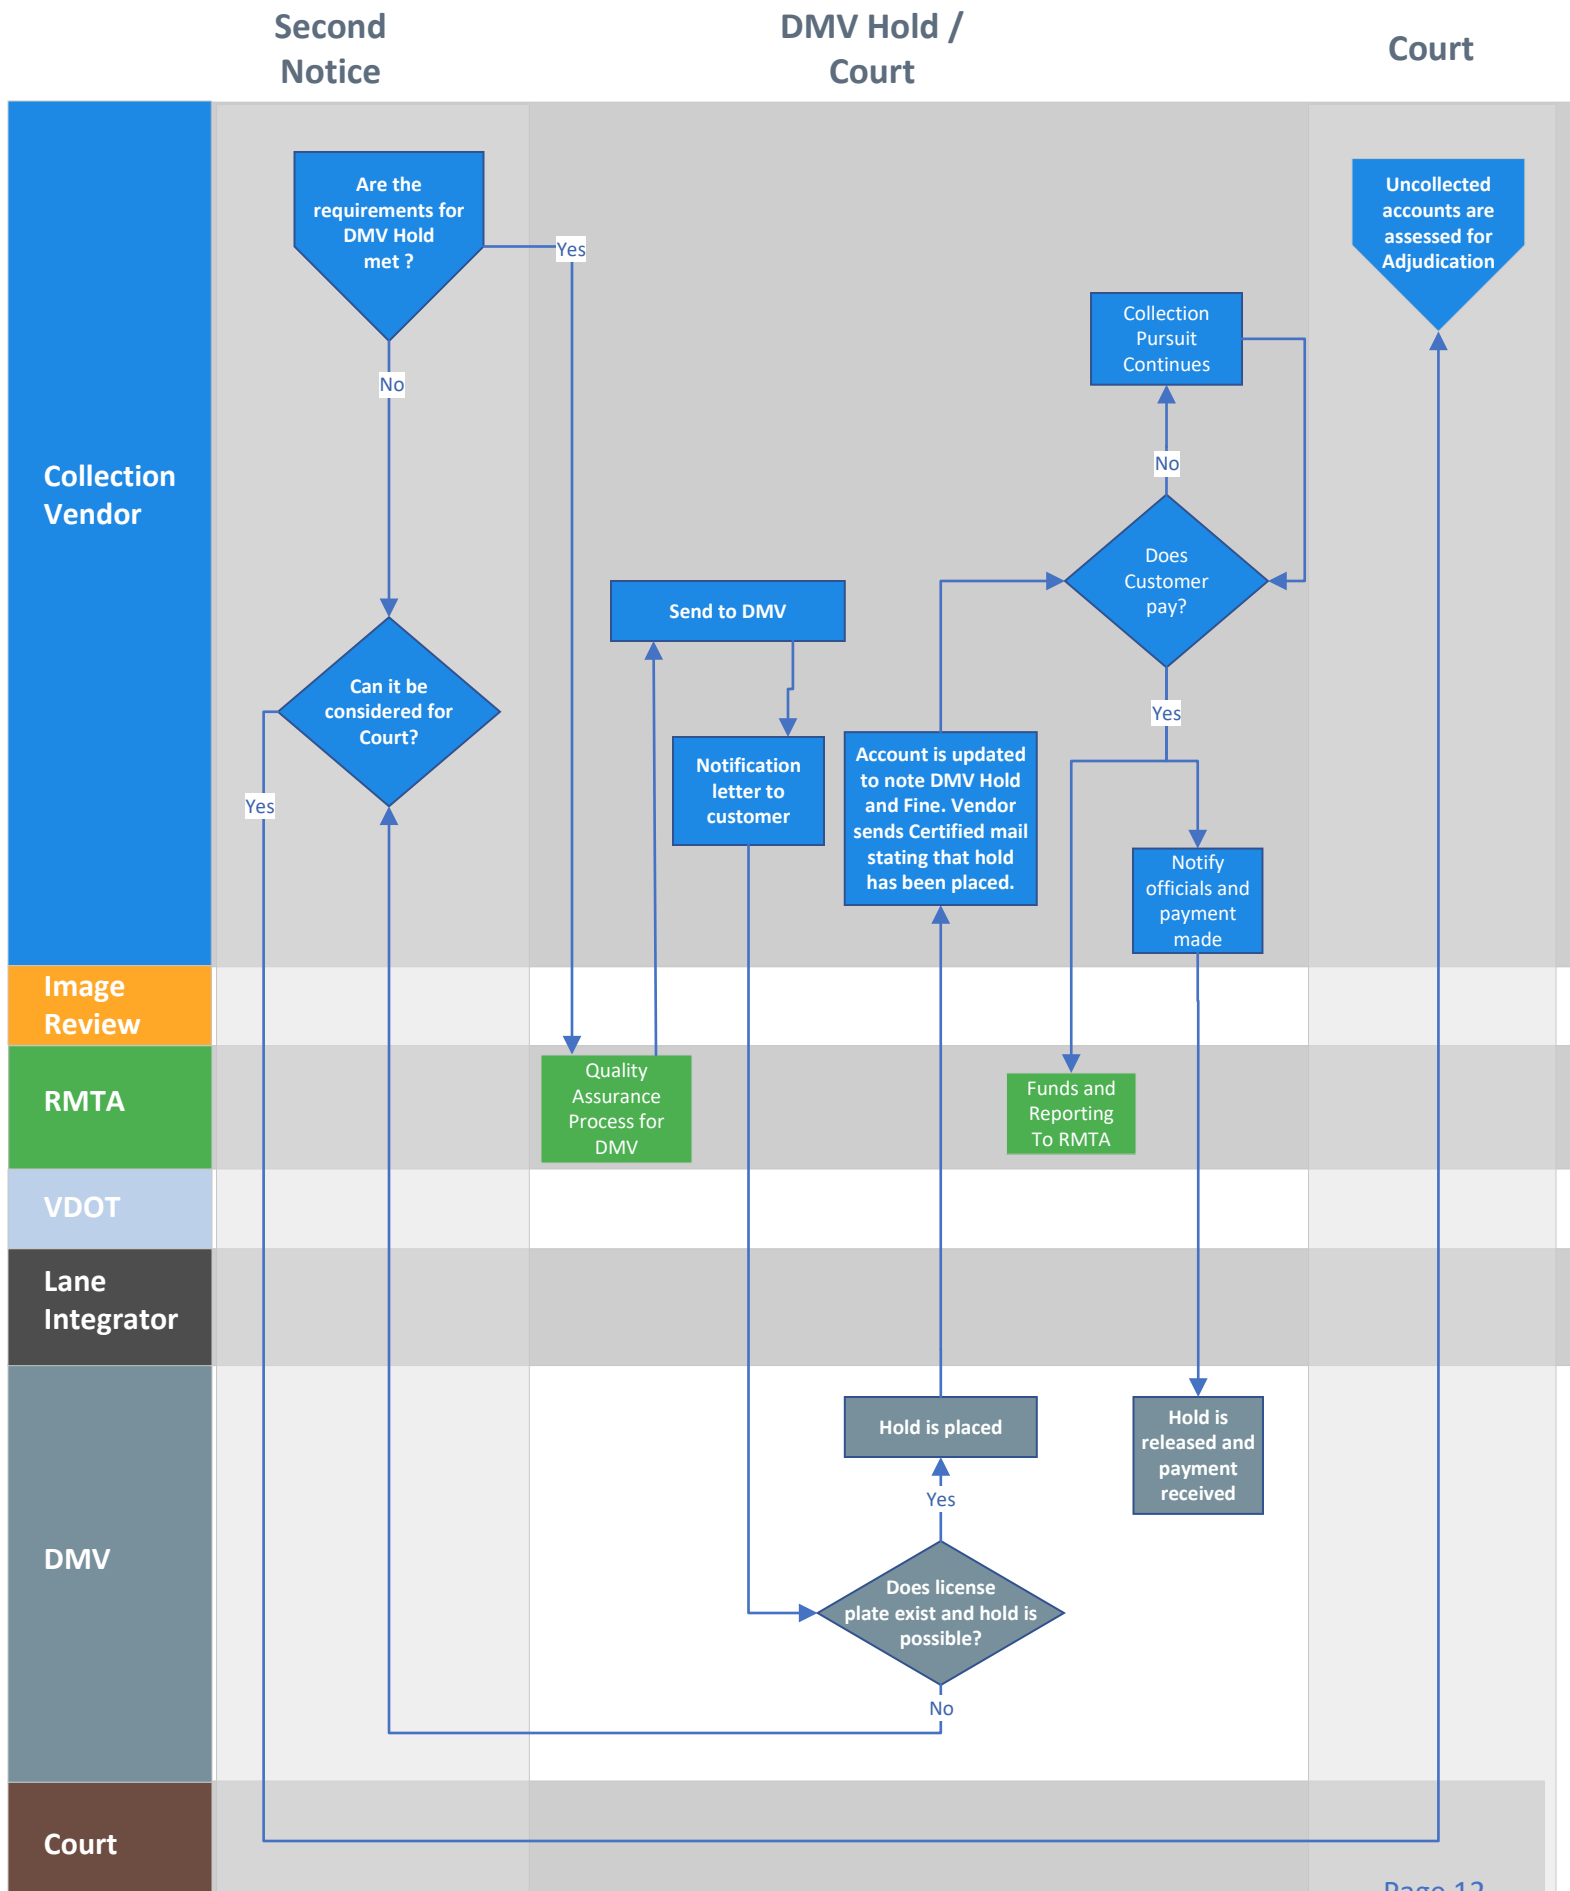 Second
Notice
DMV Hold /
Court
Court
Collection
Vendor
Are the
requirements for
DMV Hold
met ?
Yes
No
Can it be
considered for
Court?
Yes
Send to DMV
Notification
letter to
customer
Account is updated
to note DMV Hold
and Fine. Vendor
sends Certified mail
stating that hold
has been placed.
Collection
Pursuit
Continues
No
Does
Customer
pay?
Yes
Notify
officials and
payment
made
Uncollected
accounts are
assessed for
Adjudication
Image
Review
RMTA
Quality
Assurance
Process for
DMV
Funds and
Reporting
To RMTA
VDOT
Lane
Integrator
DMV
Hold is placed
Yes
Does license
plate exist and hold is
possible?
No
Hold is
released and
payment
received
Court
Page 12